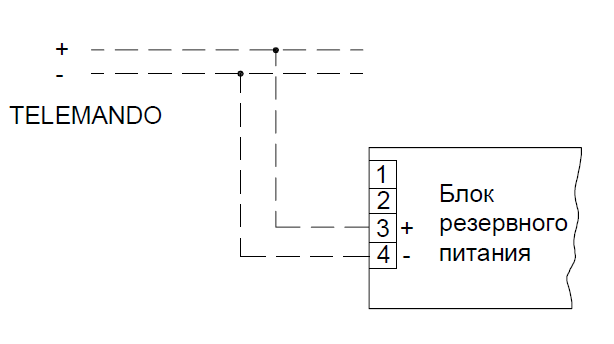 +
-
TELEMANDO
1
2
3 +
4 -
Блок
резервного
питания